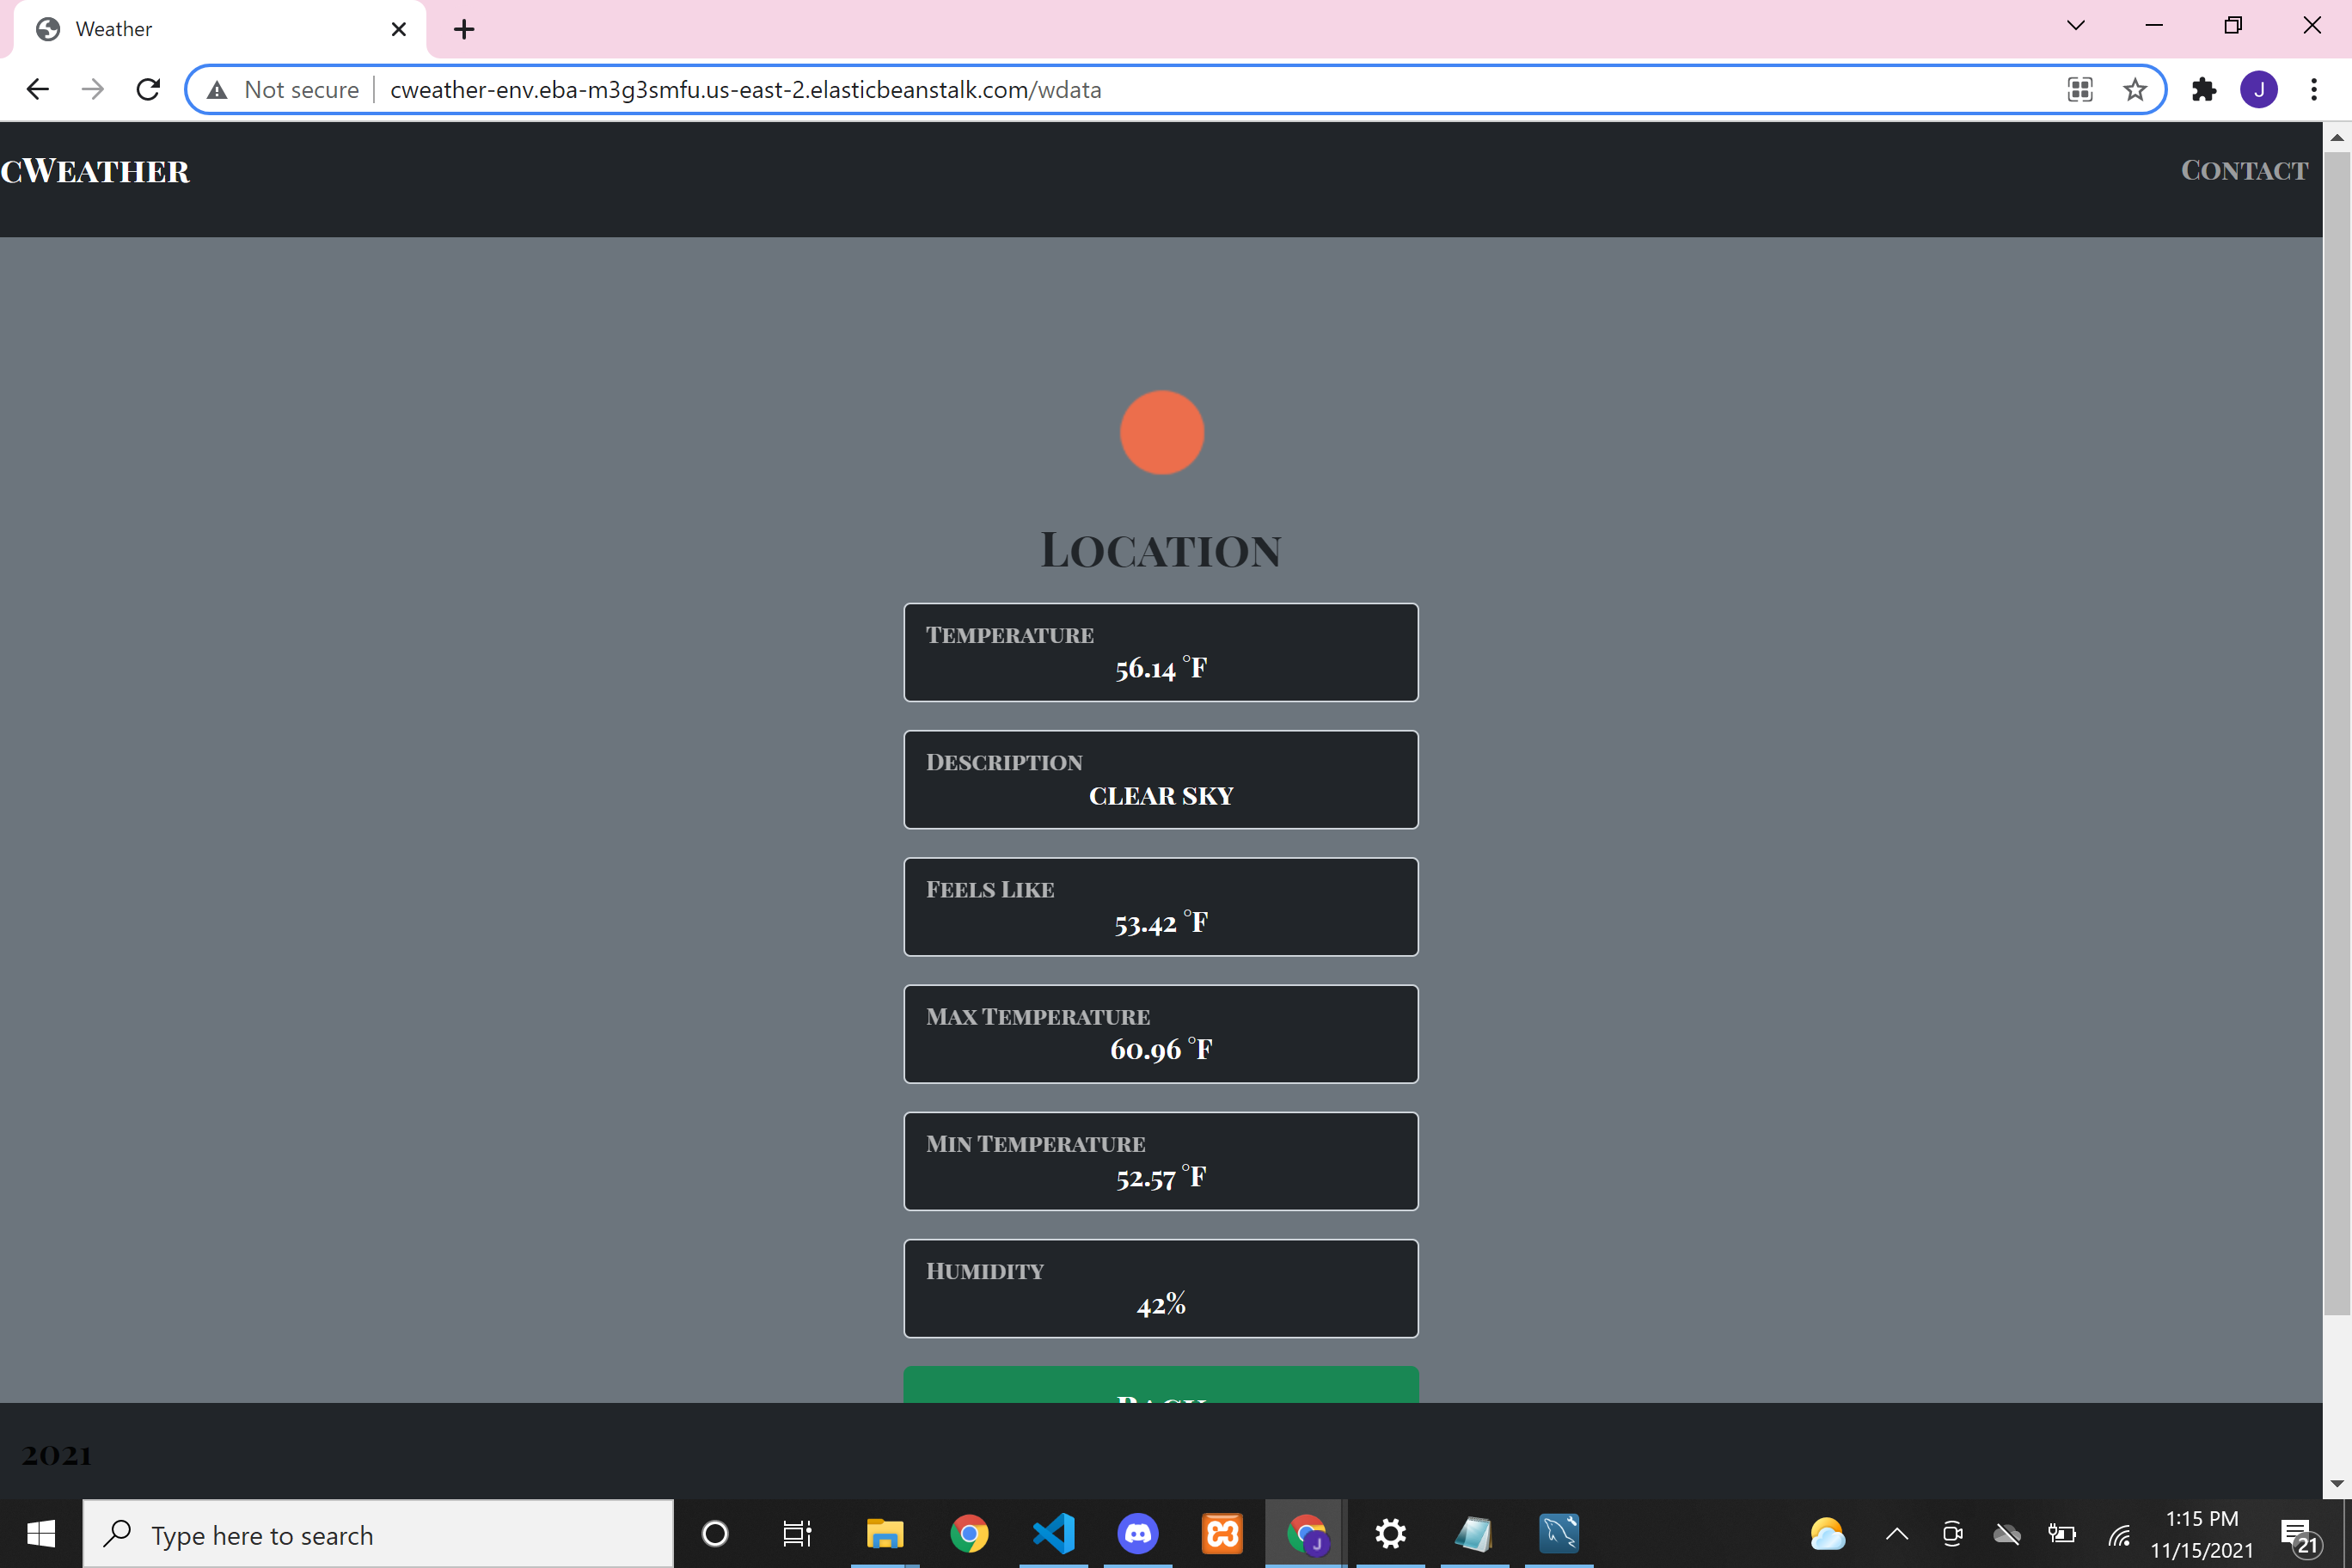 Weather
Not secure
cweather-env.eba-m3g3smfu.us-east-2.elasticbeanstalk.com/wdata
J
cWeather
Contact
Location
Temperature
56.14 °F
Description
clear sky
Feels Like
53.42 °F
Max Temperature
60.96 °F
Min Temperature
52.57 °F
Humidity
42%
Back
2021
Type here to search
J
1:15 PM
11/15/2021
21